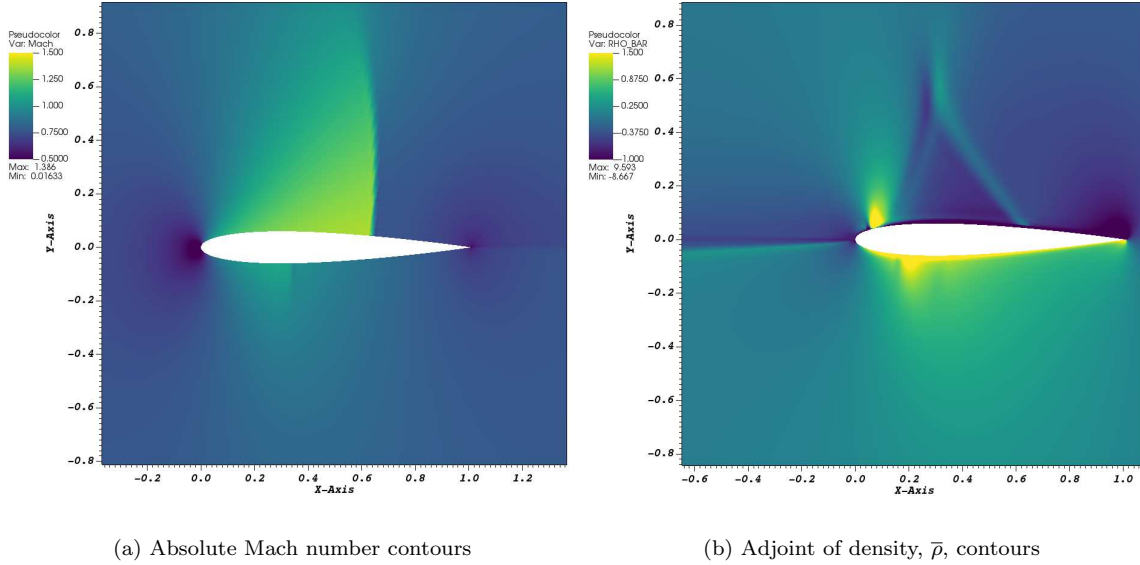 Pseudocolor
Var: Mach
1.500
1.250
1.000
0.7500
0.5000
Max: 1.386
Min: 0.01633
0.8
0.6
0.4
0.2
0.0
-0.2
-0.4
-0.6
-0.8
Y-Axis
-0.2 0.0 0.2 0.4 0.6 0.8 1.0 1.2
X-Axis
(a) Absolute Mach number contours
Pseudocolor
Var: RHO_BAR
1.500
0.8750
0.2500
-0.3750
-1.000
Max: 9.593
Min: -8.667
0.8
0.6
0.4
0.2
0.0
-0.2
-0.4
-0.6
-0.8
Y-Axis
-0.6 -0.4 -0.2 0.0 0.2 0.4 0.6 0.8 1.0
X-Axis
(b) Adjoint of density, ρ̅, contours